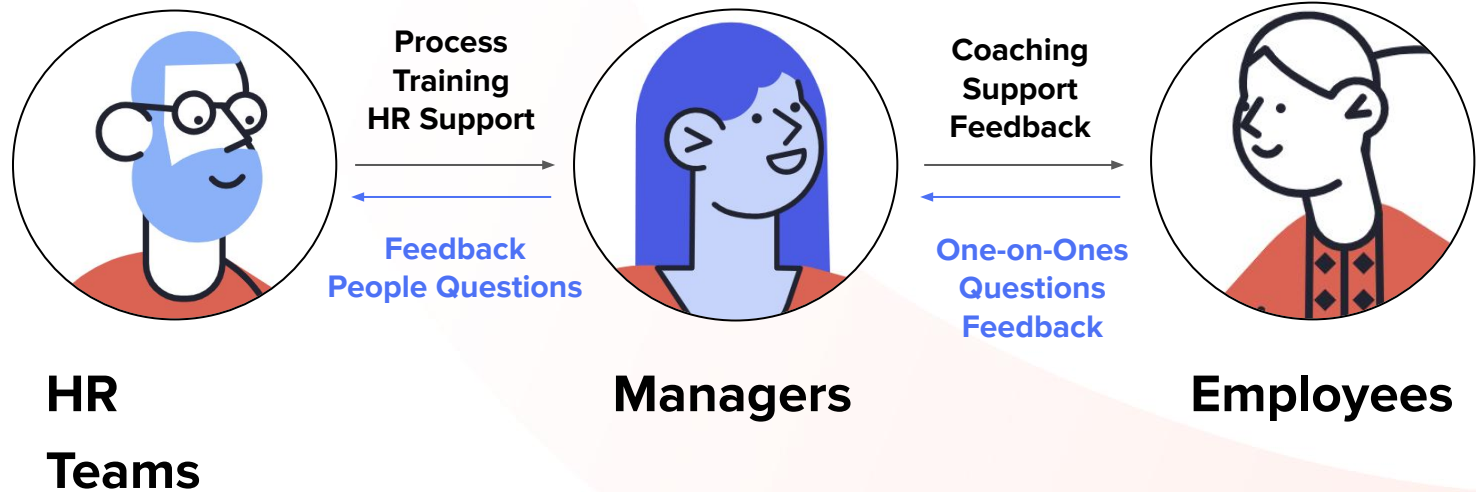 Process
Training
HR Support
Feedback
People Questions
Coaching
Support
Feedback
One-on-Ones
Questions
Feedback
HR
Teams
Managers
Employees